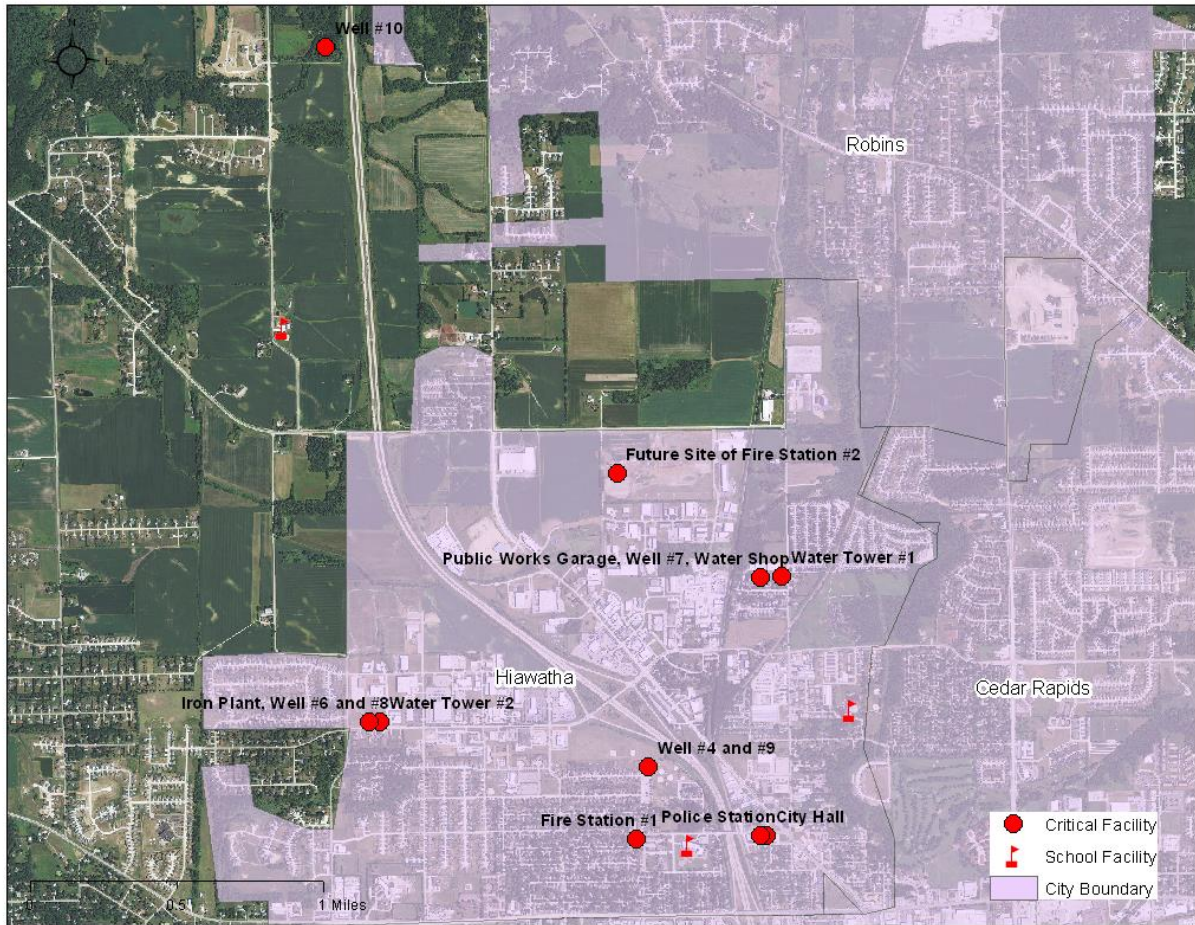 N
Well #10
Robins
Future Site of Fire Station #2
Public Works Garage, Well #7, Water Shop
Water Tower #1
Hiawatha
Cedar Rapids
Iron Plant, Well #6 and #8
Water Tower #2
Well #4 and #9
Fire Station #1
Police Station
City Hall
Critical Facility
School Facility
City Boundary
0
0.5
1 Miles